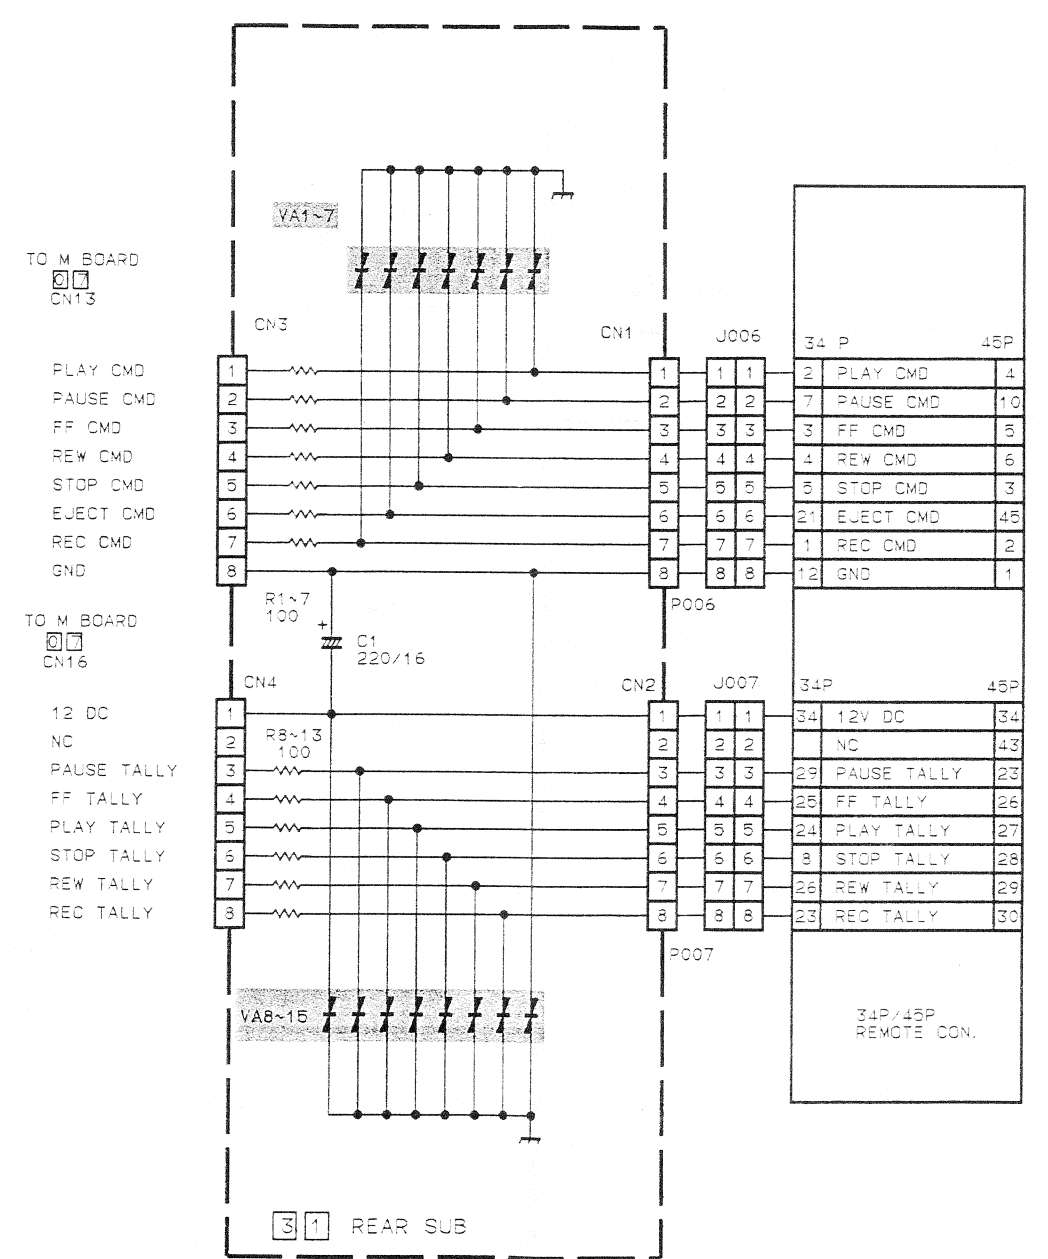 VA1~7
TO M BOARD
0 7
CN13
CN3
CN1
J006
34 P 45P
PLAY CMD 1 1 1 1 2 PLAY CMD 4
PAUSE CMD 2 2 2 2 7 PAUSE CMD 10
FF CMD 3 3 3 3 3 FF CMD 5
REW CMD 4 4 4 4 4 REW CMD 6
STOP CMD 5 5 5 5 5 STOP CMD 3
EJECT CMD 6 6 6 6 21 EJECT CMD 45
REC CMD 7 7 7 7 1 REC CMD 2
GND 8 8 8 8 12 GND 1
R1~7
100
P006
TO M BOARD
0 7
CN16
+
C1
220/16
CN4
CN2
J007
34P 45P
12 DC 1 1 1 1 34 12V DC 34
NC 2 2 2 2 NC 43
R8~13
100
PAUSE TALLY 3 3 3 3 29 PAUSE TALLY 23
FF TALLY 4 4 4 4 25 FF TALLY 26
PLAY TALLY 5 5 5 5 24 PLAY TALLY 27
STOP TALLY 6 6 6 6 8 STOP TALLY 28
REW TALLY 7 7 7 7 26 REW TALLY 29
REC TALLY 8 8 8 8 23 REC TALLY 30
P007
VA8~15
34P/45P
REMOTE CON.
3 1 REAR SUB